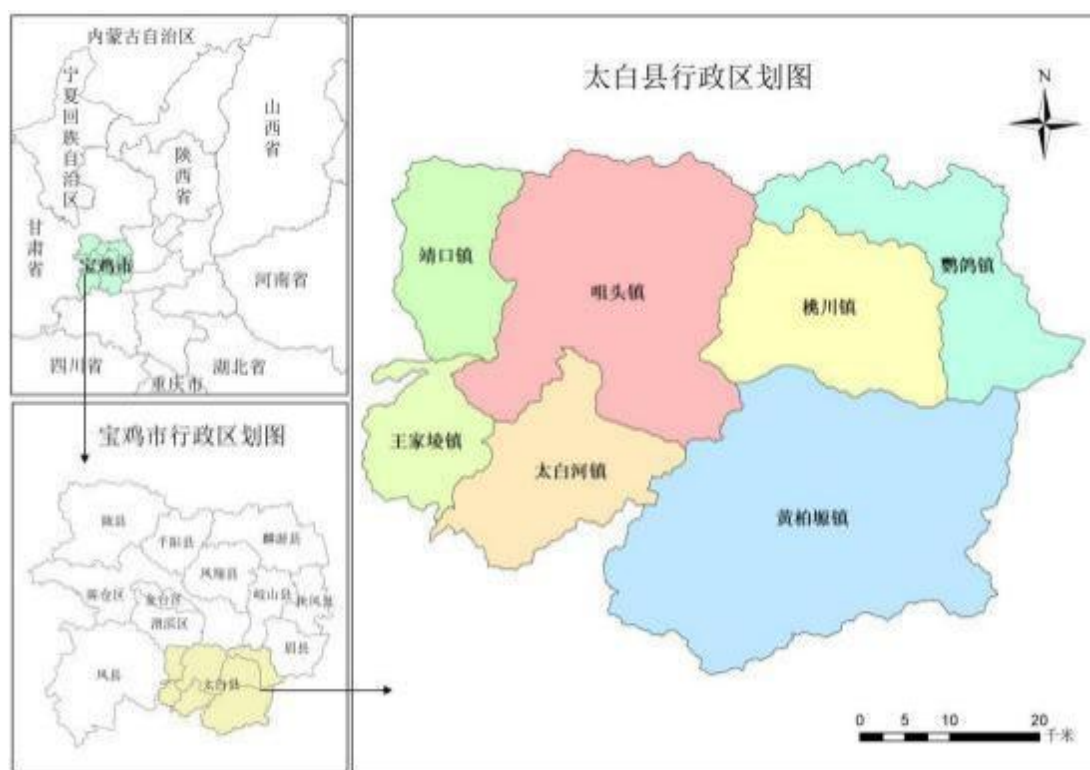 内蒙古自治区
宁夏回族自治区
山西省
陕西省
甘肃省
宝鸡市
河南省
四川省
湖北省
重庆市
宝鸡市行政区划图
陇县
千阳县
麟游县
凤翔县
陈仓区
金台区
岐山县
扶风县
渭滨区
眉县
凤县
太白县
太白县行政区划图
N
靖口镇
咀头镇
鹦鸽镇
桃川镇
王家堎镇
太白河镇
黄柏塬镇
0 5 10 20
千米